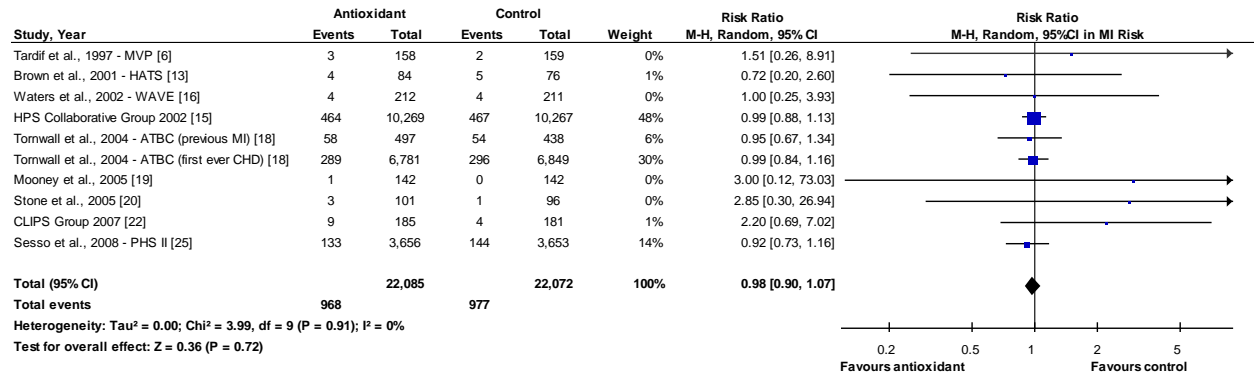 Antioxidant Control Risk Ratio Risk Ratio
Study, Year Events Total Events Total Weight M-H, Random, 95% CI M-H, Random, 95%CI in MI Risk
Tardif et al., 1997 - MVP [6] 3 158 2 159 0% 1.51 [0.26, 8.91]
Brown et al., 2001 - HATS [13] 4 84 5 76 1% 0.72 [0.20, 2.60]
Waters et al., 2002 - WAVE [16] 4 212 4 211 0% 1.00 [0.25, 3.93]
HPS Collaborative Group 2002 [15] 464 10,269 467 10,267 48% 0.99 [0.88, 1.13]
Tornwall et al., 2004 - ATBC (previous MI) [18] 58 497 54 438 6% 0.95 [0.67, 1.34]
Tornwall et al., 2004 - ATBC (first ever CHD) [18] 289 6,781 296 6,849 30% 0.99 [0.84, 1.16]
Mooney et al., 2005 [19] 1 142 0 142 0% 3.00 [0.12, 73.03]
Stone et al., 2005 [20] 3 101 1 96 0% 2.85 [0.30, 26.94]
CLIPS Group 2007 [22] 9 185 4 181 1% 2.20 [0.69, 7.02]
Sesso et al., 2008 - PHS II [25] 133 3,656 144 3,653 14% 0.92 [0.73, 1.16]
Total (95% CI) 22,085 22,072 100% 0.98 [0.90, 1.07]
Total events 968 977
Heterogeneity: Tau² = 0.00; Chi² = 3.99, df = 9 (P = 0.91); I² = 0%
Test for overall effect: Z = 0.36 (P = 0.72)
0.2 0.5 1 2 5
Favours antioxidant Favours control